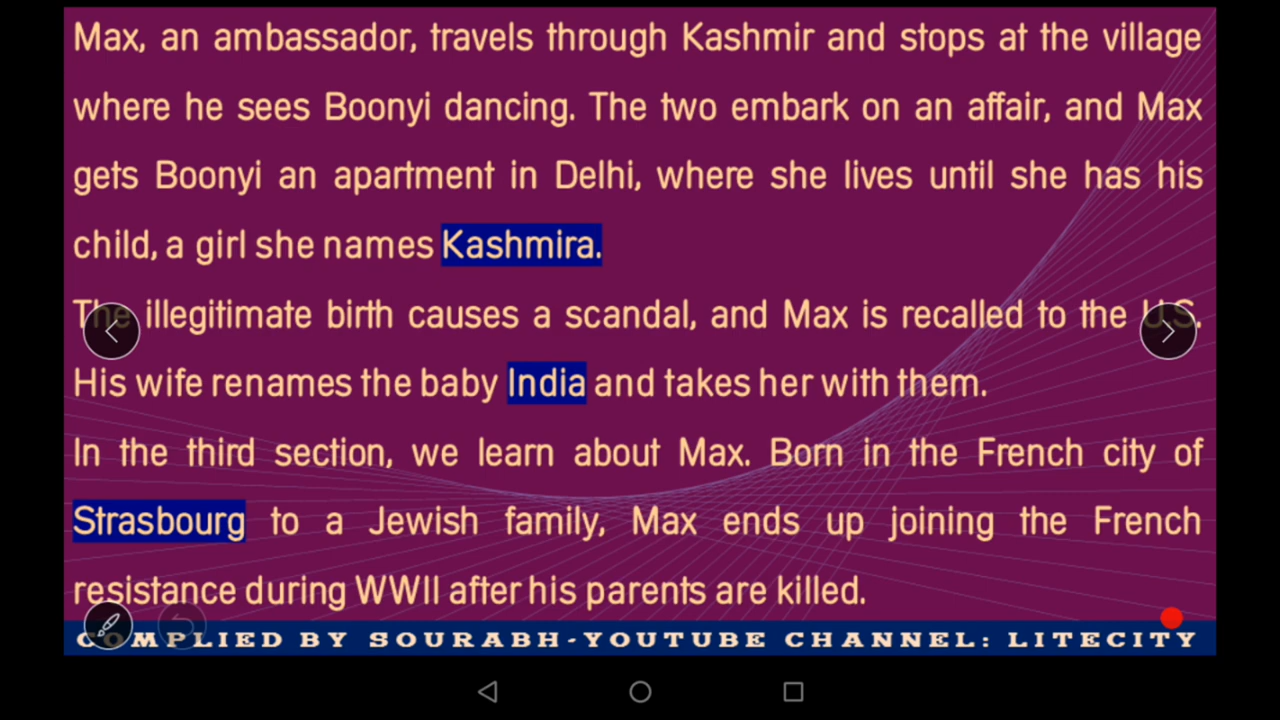 Max, an ambassador, travels through Kashmir and stops at the village
where he sees Boonyi dancing. The two embark on an affair, and Max
gets Boonyi an apartment in Delhi, where she lives until she has his
child, a girl she names Kashmira.
The illegitimate birth causes a scandal, and Max is recalled to the U.S.
His wife renames the baby India and takes her with them.
In the third section, we learn about Max. Born in the French city of
Strasbourg to a Jewish family, Max ends up joining the French
resistance during WWII after his parents are killed.
COMPLIED BY SOURABH-YOUTUBE CHANNEL: LITECITY